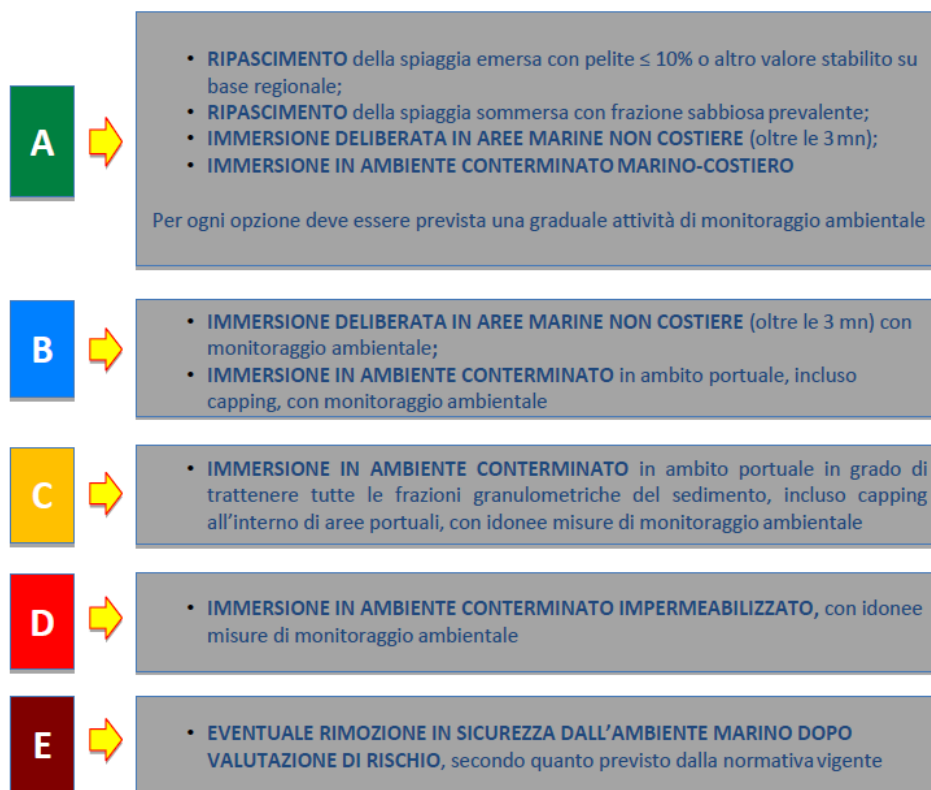 A
• RIPASCIMENTO della spiaggia emersa con pelite ≤ 10% o altro valore stabilito su
base regionale;
• RIPASCIMENTO della spiaggia sommersa con frazione sabbiosa prevalente;
• IMMERSIONE DELIBERATA IN AREE MARINE NON COSTIERE (oltre le 3 mn);
• IMMERSIONE IN AMBIENTE CONTERMINATO MARINO-COSTIERO
Per ogni opzione deve essere prevista una graduale attività di monitoraggio ambientale
B
• IMMERSIONE DELIBERATA IN AREE MARINE NON COSTIERE (oltre le 3 mn) con
monitoraggio ambientale;
• IMMERSIONE IN AMBIENTE CONTERMINATO in ambito portuale, incluso
capping, con monitoraggio ambientale
C
• IMMERSIONE IN AMBIENTE CONTERMINATO in ambito portuale in grado di
trattenere tutte le frazioni granulometriche del sedimento, incluso capping
all'interno di aree portuali, con idonee misure di monitoraggio ambientale
D
• IMMERSIONE IN AMBIENTE CONTERMINATO IMPERMEABILIZZATO, con idonee
misure di monitoraggio ambientale
E
• EVENTUALE RIMOZIONE IN SICUREZZA DALL'AMBIENTE MARINO DOPO
VALUTAZIONE DI RISCHIO, secondo quanto previsto dalla normativa vigente